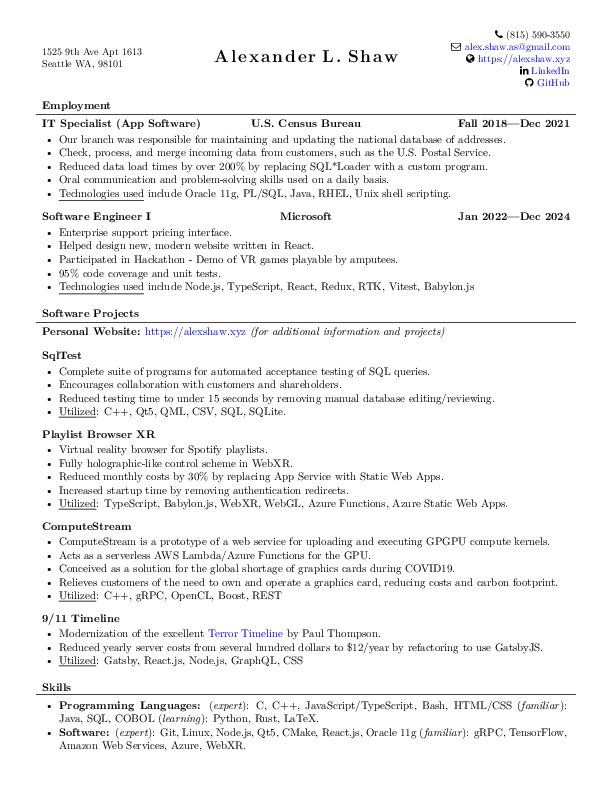 1525 9th Ave Apt 1613
Seattle WA, 98101
Alexander L. Shaw
(815) 590-3550
alex.shaw.as@gmail.com
https://alexshaw.xyz
LinkedIn
GitHub
Employment
IT Specialist (App Software) U.S. Census Bureau Fall 2018—Dec 2021
• Our branch was responsible for maintaining and updating the national database of addresses.
• Check, process, and merge incoming data from customers, such as the U.S. Postal Service.
• Reduced data load times by over 200% by replacing SQL*Loader with a custom program.
• Oral communication and problem-solving skills used on a daily basis.
• Technologies used include Oracle 11g, PL/SQL, Java, RHEL, Unix shell scripting.
Software Engineer I Microsoft Jan 2022—Dec 2024
• Enterprise support pricing interface.
• Helped design new, modern website written in React.
• Participated in Hackathon - Demo of VR games playable by amputees.
• 95% code coverage and unit tests.
• Technologies used include Node.js, TypeScript, React, Redux, RTK, Vitest, Babylon.js
Software Projects
Personal Website: https://alexshaw.xyz (for additional information and projects)
SqlTest
• Complete suite of programs for automated acceptance testing of SQL queries.
• Encourages collaboration with customers and shareholders.
• Reduced testing time to under 15 seconds by removing manual database editing/reviewing.
• Utilized: C++, Qt5, QML, CSV, SQL, SQLite.
Playlist Browser XR
• Virtual reality browser for Spotify playlists.
• Fully holographic-like control scheme in WebXR.
• Reduced monthly costs by 30% by replacing App Service with Static Web Apps.
• Increased startup time by removing authentication redirects.
• Utilized: TypeScript, Babylon.js, WebXR, WebGL, Azure Functions, Azure Static Web Apps.
ComputeStream
• ComputeStream is a prototype of a web service for uploading and executing GPGPU compute kernels.
• Acts as a serverless AWS Lambda/Azure Functions for the GPU.
• Conceived as a solution for the global shortage of graphics cards during COVID19.
• Relieves customers of the need to own and operate a graphics card, reducing costs and carbon footprint.
• Utilized: C++, gRPC, OpenCL, Boost, REST
9/11 Timeline
• Modernization of the excellent Terror Timeline by Paul Thompson.
• Reduced yearly server costs from several hundred dollars to $12/year by refactoring to use GatsbyJS.
• Utilized: Gatsby, React.js, Node.js, GraphQL, CSS
Skills
• Programming Languages: (expert): C, C++, JavaScript/TypeScript, Bash, HTML/CSS (familiar):
Java, SQL, COBOL (learning): Python, Rust, LaTeX.
• Software: (expert): Git, Linux, Node.js, Qt5, CMake, React.js, Oracle 11g (familiar): gRPC, TensorFlow,
Amazon Web Services, Azure, WebXR.